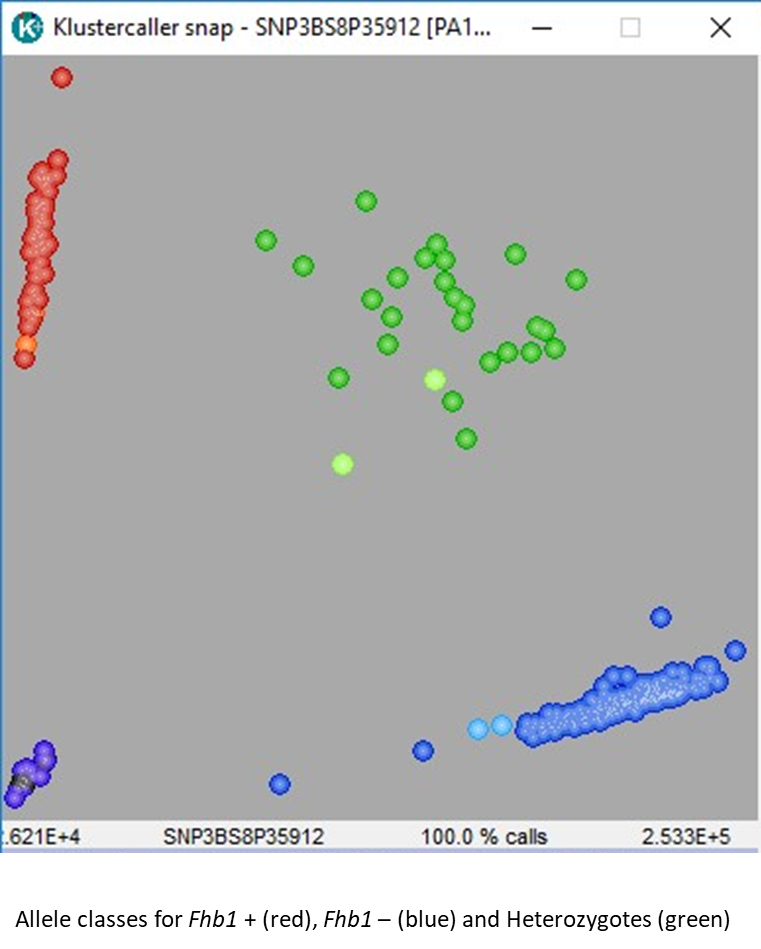 K+ Klustercaller snap - SNP3BS8P35912 [PA1...
:.621E+4 SNP3BS8P35912 100.0 % calls 2.533E+5
Allele classes for Fhb1 + (red), Fhb1 – (blue) and Heterozygotes (green)